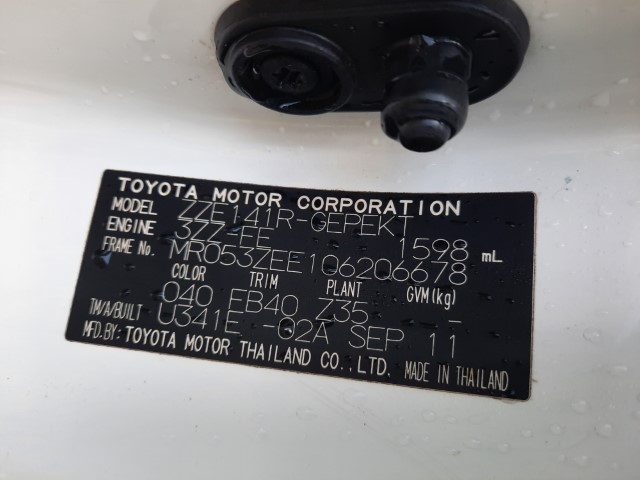 TOYOTA MOTOR CORPORATION
MODEL ZZE141R-GEPEKT
ENGINE 3ZZ-EE 1598 mL
FRAME No. MR053ZEE106206678
COLOR TRIM PLANT GVM(kg)
040 FB40 Z35 -
TM/A/BUILT U341E -02A SEP 11
MFD.BY: TOYOTA MOTOR THAILAND CO.,LTD. MADE IN THAILAND